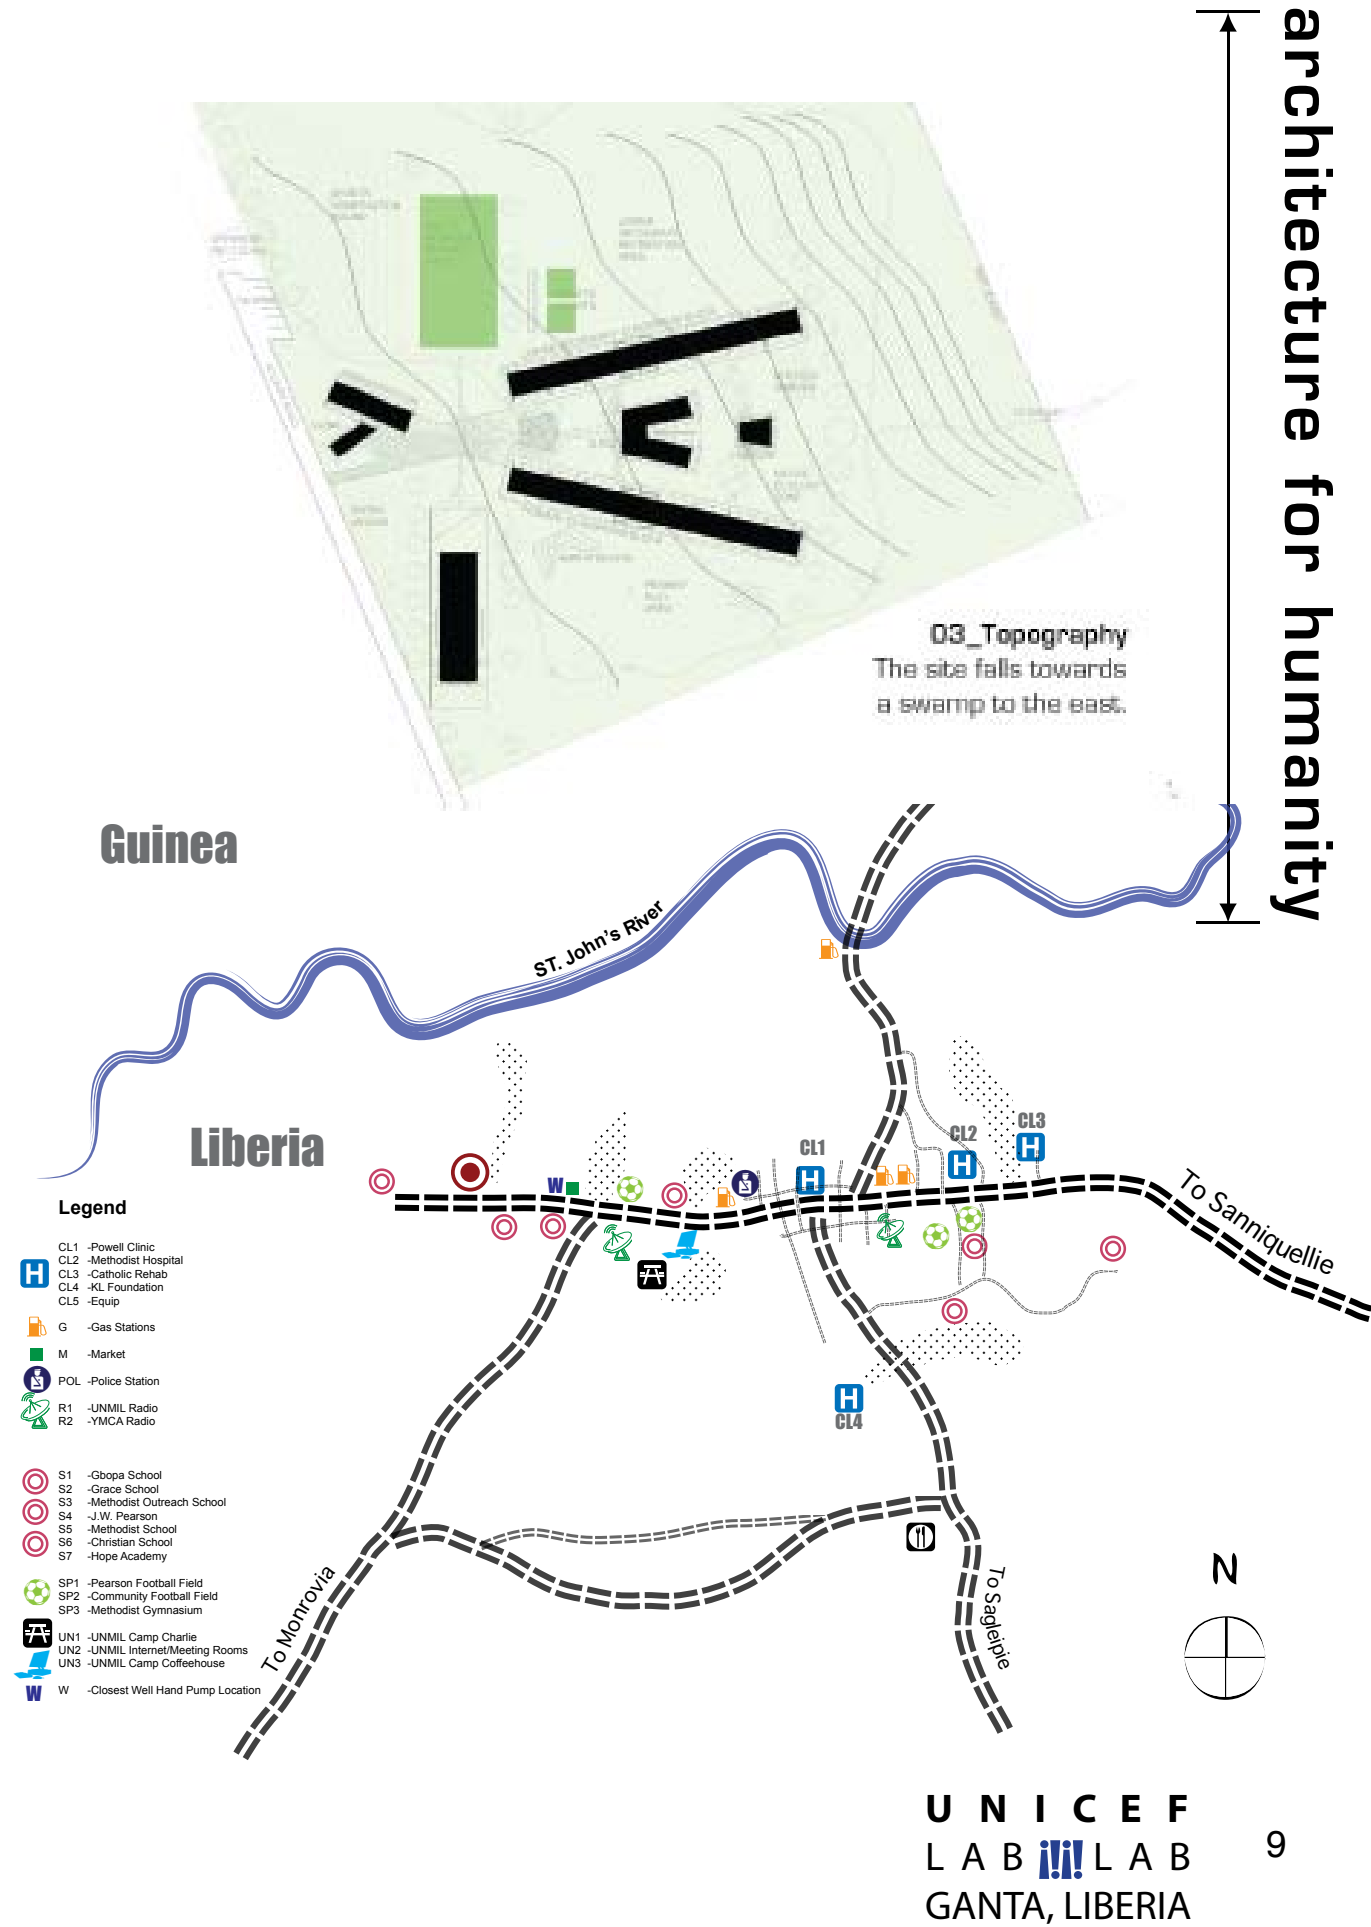 architecture for humanity
03_Topography
The site falls towards
a swamp to the east.
Guinea
ST. John's River
Liberia
CL1
CL2
CL3
CL4
W
To Sanniquellie
To Monrovia
To Sagleipie
N
Legend
H
CL1 -Powell Clinic
CL2 -Methodist Hospital
CL3 -Catholic Rehab
CL4 -KL Foundation
CL5 -Equip
G -Gas Stations
M -Market
POL -Police Station
R1 -UNMIL Radio
R2 -YMCA Radio
S1 -Gbopa School
S2 -Grace School
S3 -Methodist Outreach School
S4 -J.W. Pearson
S5 -Methodist School
S6 -Christian School
S7 -Hope Academy
SP1 -Pearson Football Field
SP2 -Community Football Field
SP3 -Methodist Gymnasium
UN1 -UNMIL Camp Charlie
UN2 -UNMIL Internet/Meeting Rooms
UN3 -UNMIL Camp Coffeehouse
W W -Closest Well Hand Pump Location
UNICEF
LAB LAB
GANTA, LIBERIA
9